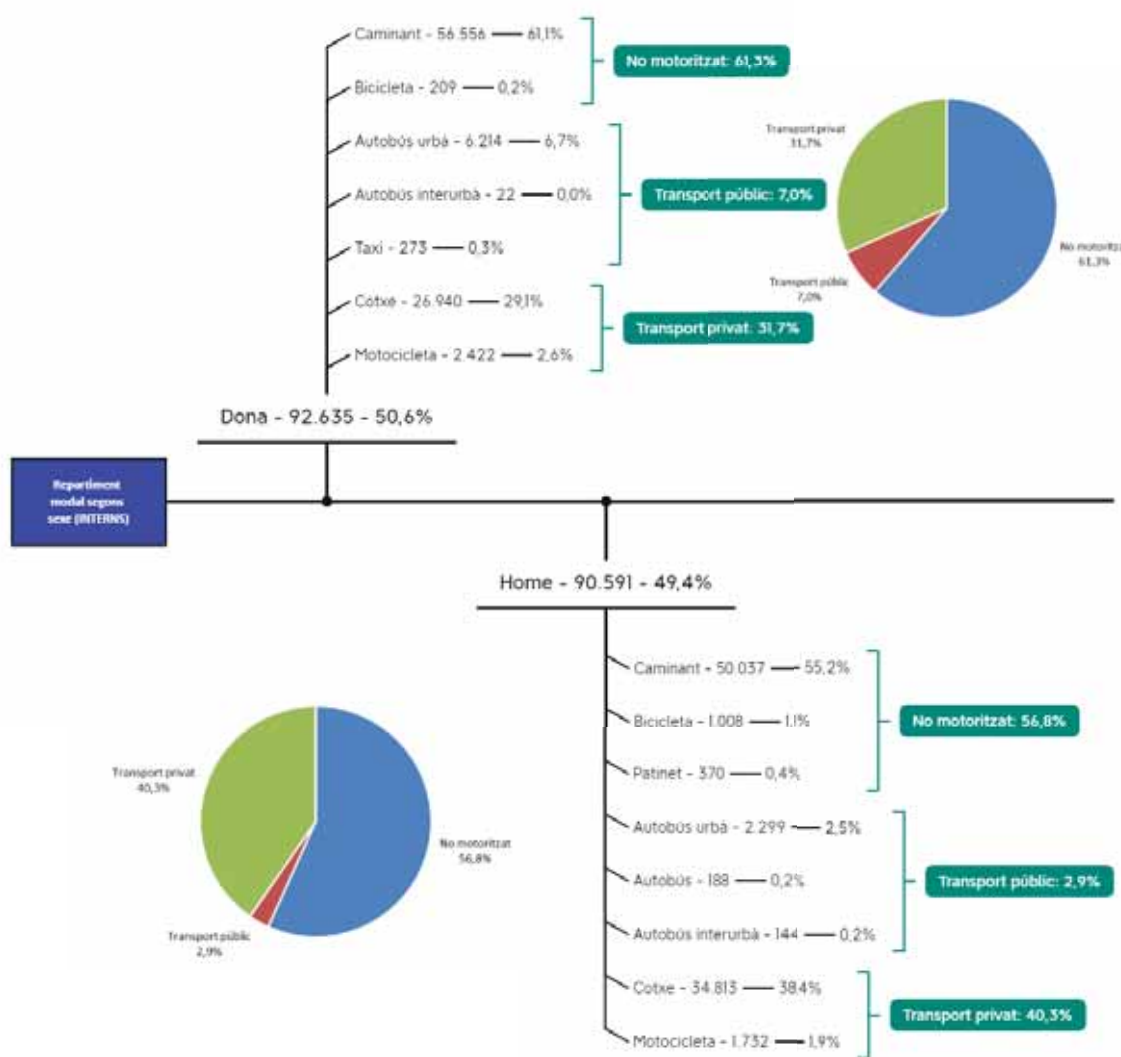 Caminant - 56.556 — 61,1%
Bicicleta - 209 — 0,2%
No motoritzat: 61,3%
Autobús urbà - 6.214 — 6,7%
Autobús interurbà - 22 — 0,0%
Taxi - 273 — 0,3%
Transport públic: 7,0%
Cotxe - 26.940 — 29,1%
Motocicleta - 2.422 — 2,6%
Transport privat: 31,7%
Transport privat
31,7%
No motoritza
61,3%
Transport públic
7,0%
Dona - 92.635 - 50,6%
Repartiment
modal segons
sexe (INTERNS)
Home - 90.591 - 49,4%
Caminant - 50.037 — 55,2%
Bicicleta - 1.008 — 1.1%
Patinet - 370 — 0,4%
No motoritzat: 56,8%
Autobús urbà - 2.299 — 2,5%
Autobús - 188 — 0,2%
Autobús interurbà - 144 — 0,2%
Transport públic: 2,9%
Cotxe - 34.813 — 38.4%
Motocicleta - 1.732 — 1,9%
Transport privat: 40,3%
Transport privat
40,3%
No motoritzat
56,8%
Transport públic
2,9%